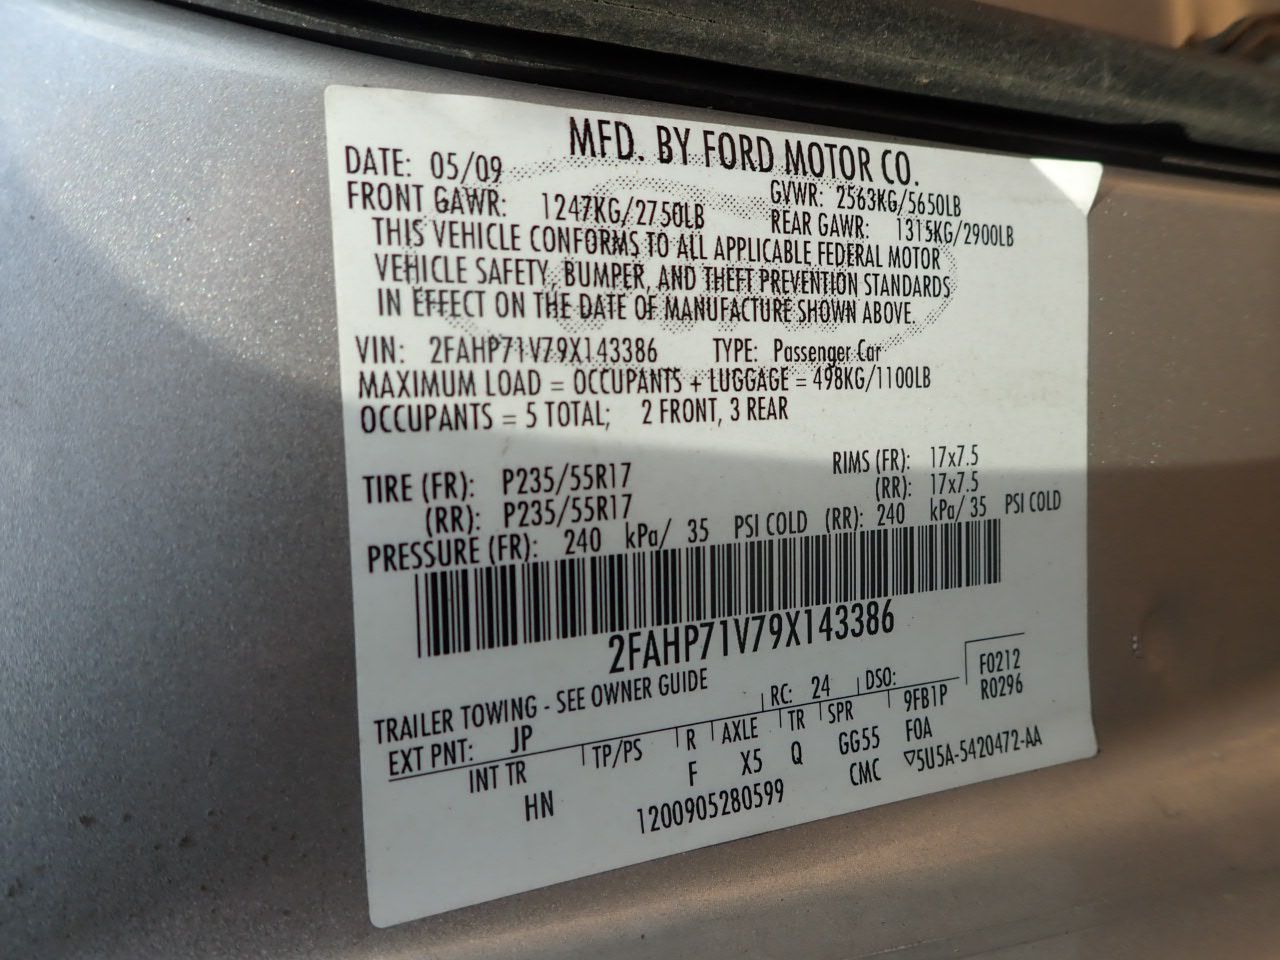 MFD. BY FORD MOTOR CO.
DATE: 05/09 GVWR: 2563KG/5650LB
FRONT GAWR: 1247KG/2750LB REAR GAWR: 1315KG/2900LB
THIS VEHICLE CONFORMS TO ALL APPLICABLE FEDERAL MOTOR
VEHICLE SAFETY, BUMPER, AND THEFT PREVENTION STANDARDS
IN EFFECT ON THE DATE OF MANUFACTURE SHOWN ABOVE.
VIN: 2FAHP71V79X143386 TYPE: Passenger Car
MAXIMUM LOAD = OCCUPANTS + LUGGAGE = 498KG/1100LB
OCCUPANTS = 5 TOTAL; 2 FRONT, 3 REAR
TIRE (FR): P235/55R17 RIMS (FR): 17x7.5
(RR): P235/55R17 (RR): 17x7.5
PRESSURE (FR): 240 kPa/ 35 PSI COLD (RR): 240 kPa/ 35 PSI COLD
2FAHP71V79X143386
TRAILER TOWING - SEE OWNER GUIDE
F0212
EXT PNT: JP RC: 24 DSO: R0296
INT TR TP/PS R AXLE TR SPR 9FB1P
HN F X5 Q GG55 F0A
1200905280599 CMC ▽5U5A-5420472-AA